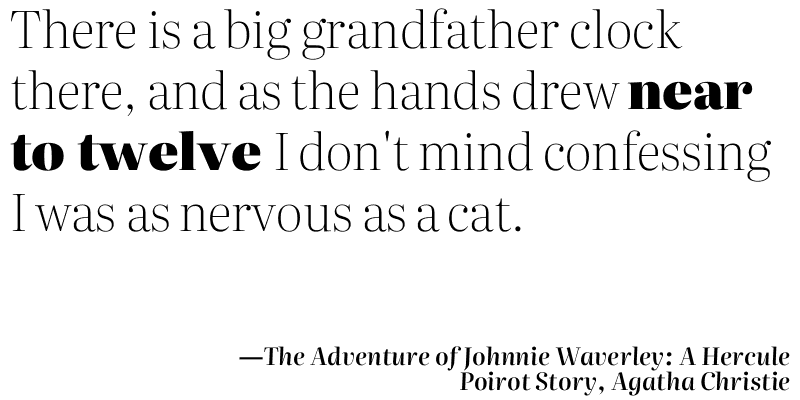 There is a big grandfather clock
there, and as the hands drew near
to twelve I don't mind confessing
I was as nervous as a cat.
—The Adventure of Johnnie Waverley: A Hercule
Poirot Story, Agatha Christie